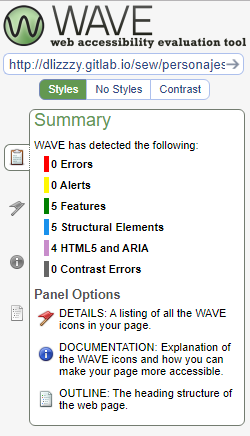 WAVE
web accessibility evaluation tool
http://dlizzzy.gitlab.io/sew/personajes
Styles No Styles Contrast
Summary
WAVE has detected the following:
0 Errors
0 Alerts
5 Features
5 Structural Elements
4 HTML5 and ARIA
0 Contrast Errors
Panel Options
DETAILS: A listing of all the WAVE
icons in your page.
DOCUMENTATION: Explanation of
the WAVE icons and how you can
make your page more accessible.
OUTLINE: The heading structure of
the web page.